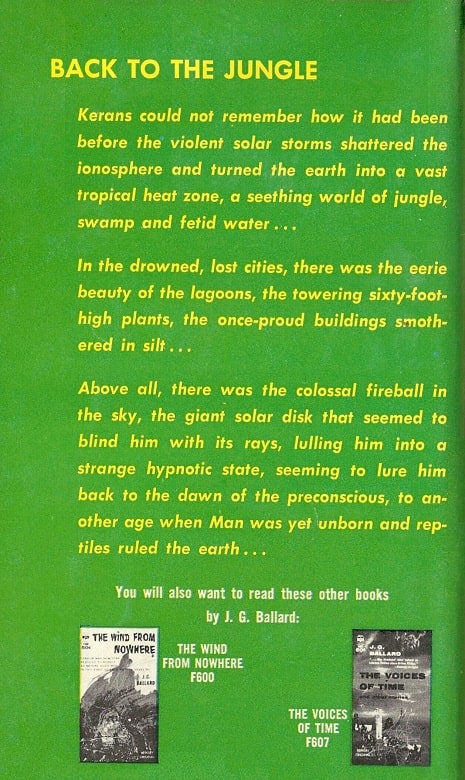 BACK TO THE JUNGLE
Kerans could not remember how it had been
before the violent solar storms shattered the
ionosphere and turned the earth into a vast
tropical heat zone, a seething world of jungle,
swamp and fetid water...
In the drowned, lost cities, there was the eerie
beauty of the lagoons, the towering sixty-foot-
high plants, the once-proud buildings smoth-
ered in silt...
Above all, there was the colossal fireball in
the sky, the giant solar disk that seemed to
blind him with its rays, lulling him into a
strange hypnotic state, seeming to lure him
back to the dawn of the preconscious, to an-
other age when Man was yet unborn and rep-
tiles ruled the earth...
You will also want to read these other books
by J. G. Ballard:
THE WIND FROM
NOWHERE
J. G.
BALLARD
THE WIND
FROM NOWHERE
F600
J. G.
BALLARD
THE VOICES
OF TIME
THE VOICES
OF TIME
F607